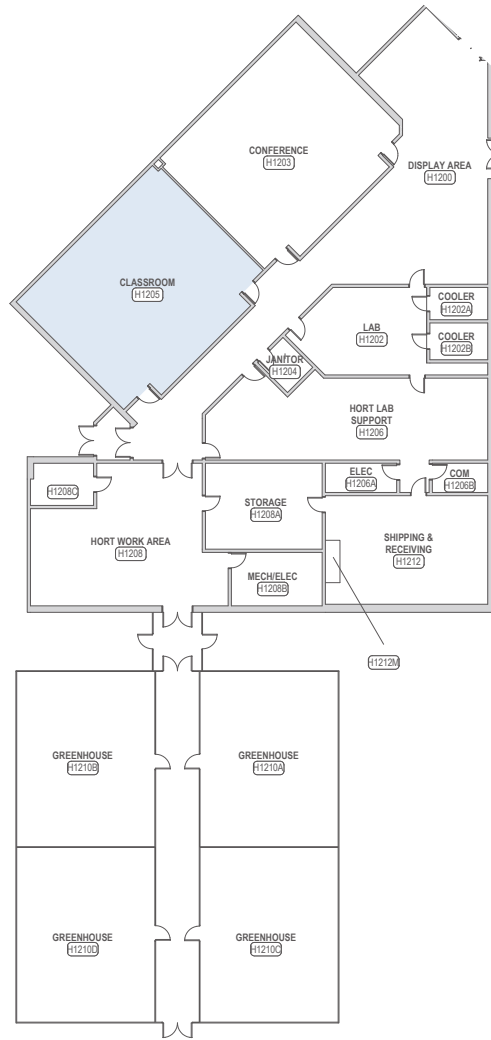 CONFERENCE
H1203
DISPLAY AREA
H1200
CLASSROOM
H1205
COOLER
H1202A
LAB
H1202
COOLER
H1202B
JANITOR
H1204
HORT LAB
SUPPORT
H1206
ELEC
H1206A
COM
H1206B
H1208C
STORAGE
H1208A
HORT WORK AREA
H1208
SHIPPING &
RECEIVING
H1212
MECH/ELEC
H1208B
H1212M
GREENHOUSE
H1210B
GREENHOUSE
H1210A
GREENHOUSE
H1210D
GREENHOUSE
H1210C